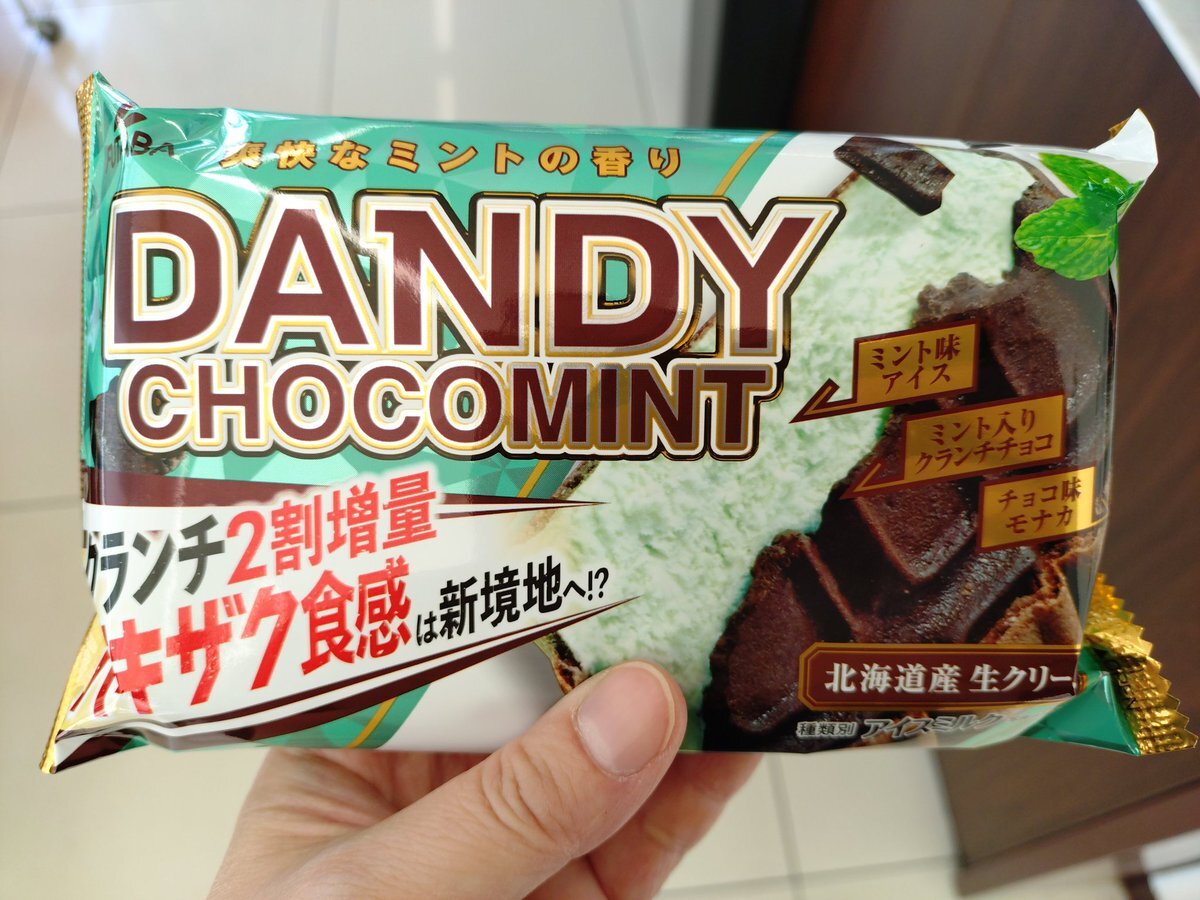 爽快なミントの香り
DANDY
CHOCOMINT
ミント味
アイス
ミント入り
クランチチョコ
チョコ味
モナカ
クランチ2割増量
キザク食感は新境地へ!?
北海道産 生クリー
種類別 アイスミルク